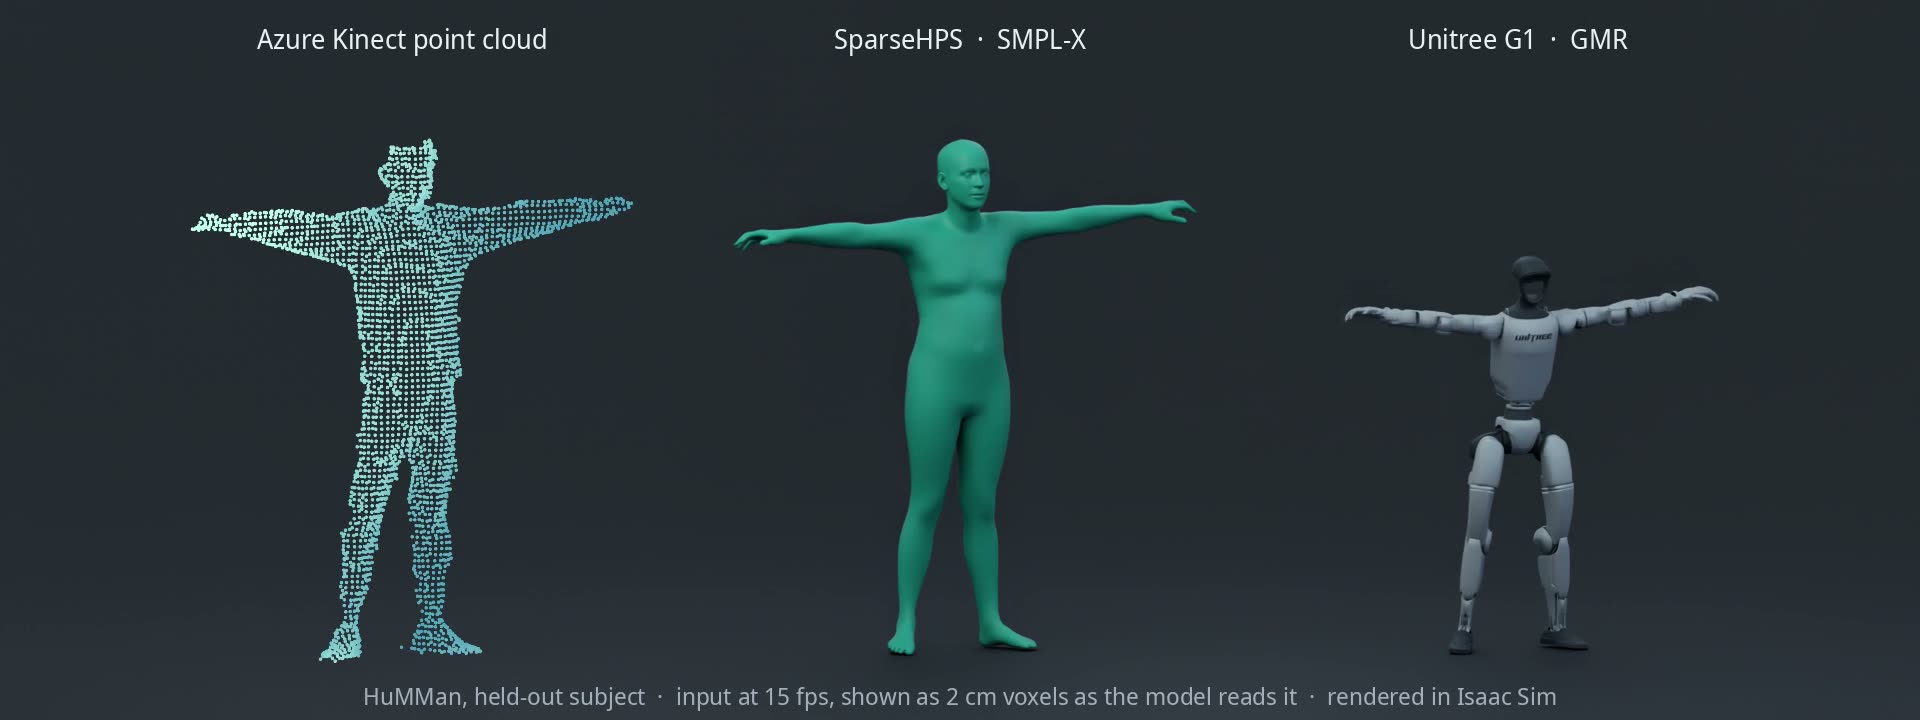 Azure Kinect point cloud
SparseHPS · SMPL-X
Unitree G1 · GMR
unitree
HuMMan, held-out subject · input at 15 fps, shown as 2 cm voxels as the model reads it · rendered in Isaac Sim